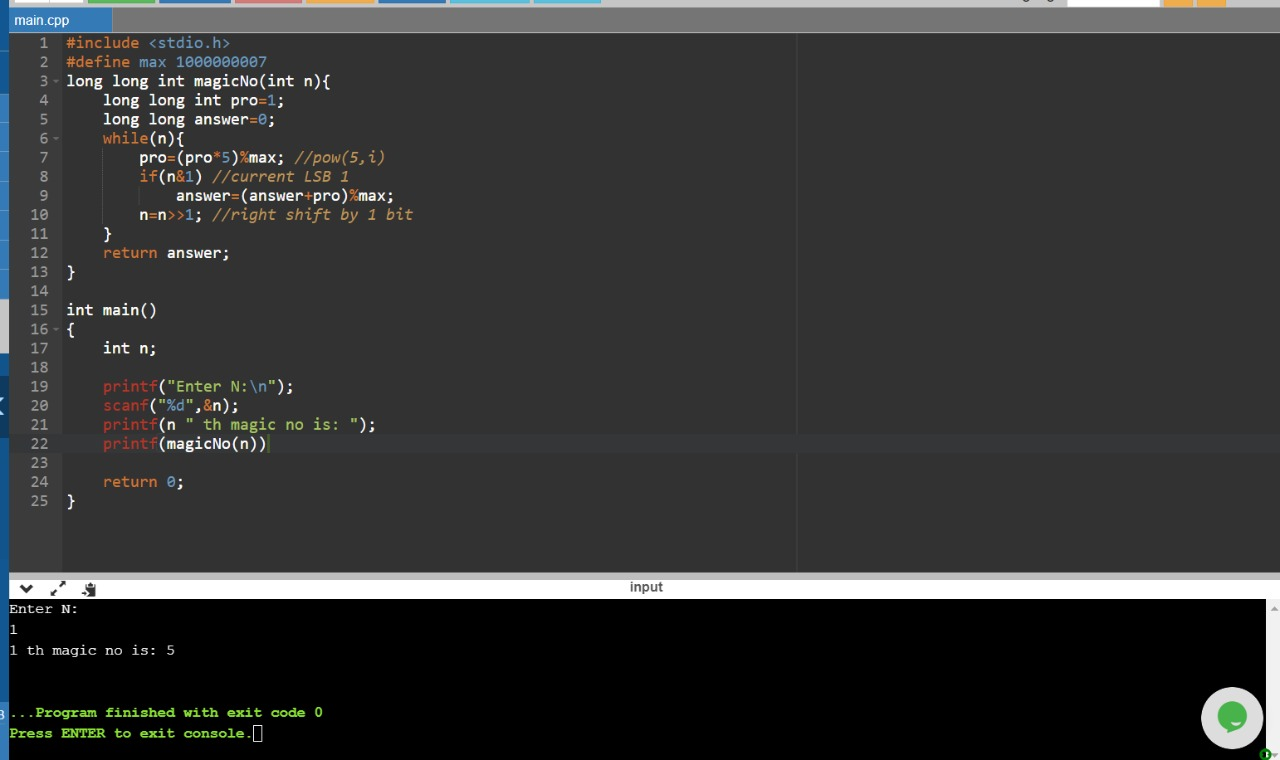 main.cpp
1 #include <stdio.h>
2 #define max 1000000007
3 long long int magicNo(int n){
4 long long int pro=1;
5 long long answer=0;
6 while(n){
7 pro=(pro*5)%max; //pow(5,i)
8 if(n&1) //current LSB 1
9 answer=(answer+pro)%max;
10 n=n>>1; //right shift by 1 bit
11 }
12 return answer;
13 }
14
15 int main()
16 {
17 int n;
18
19 printf("Enter N:\n");
20 scanf("%d",&n);
21 printf(n " th magic no is: ");
22 printf(magicNo(n))
23
24 return 0;
25 }
input
Enter N:
1
1 th magic no is: 5
...Program finished with exit code 0
Press ENTER to exit console.